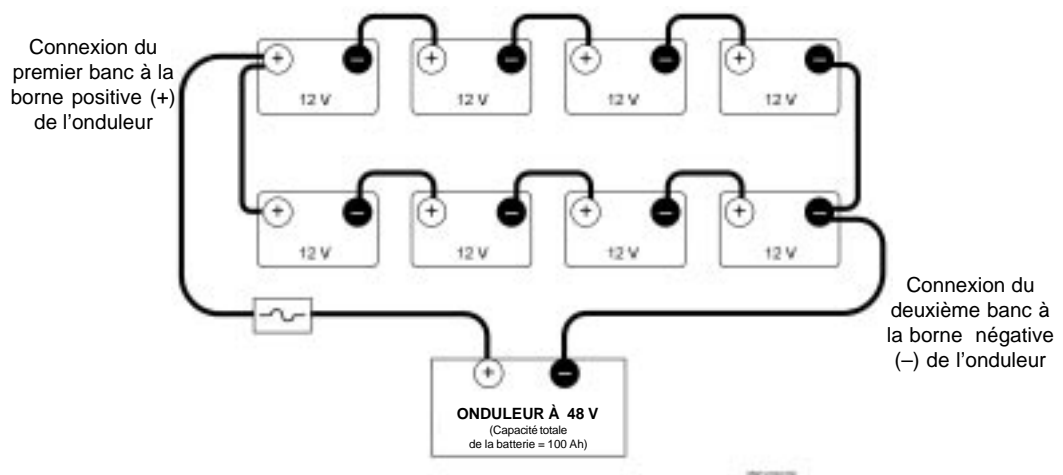 Connexion du
premier banc à la
borne positive (+)
de l'onduleur
+ − + − + − + −
12 V 12 V 12 V 12 V
+ − + − + − + −
12 V 12 V 12 V 12 V
Connexion du
deuxième banc à
la borne négative
(–) de l'onduleur
+ −
ONDULEUR À 48 V
(Capacité totale
de la batterie = 100 Ah)